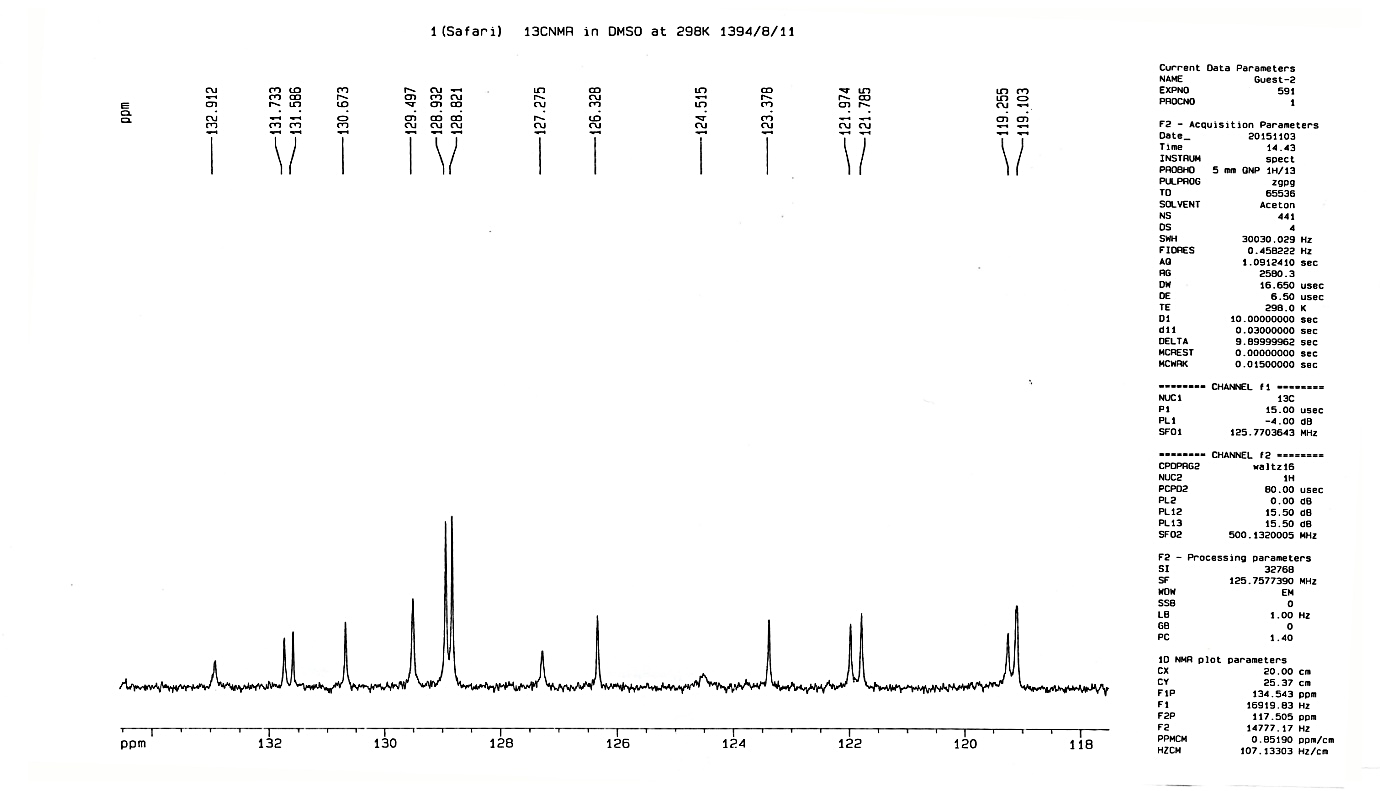 1(Safari) 13CNMR in DMSO at 298K 1394/8/11
ppm
132.912
131.733
131.586
130.673
129.497
128.932
128.821
127.275
126.328
124.515
123.378
121.974
121.785
119.255
119.103
ppm 132 130 128 126 124 122 120 118
Current Data Parameters
NAME Guest-2
EXPNO 591
PROCNO 1
F2 - Acquisition Parameters
Date_ 20151103
Time 14.43
INSTRUM spect
PROBHD 5 mm QNP 1H/13
PULPROG zgpg
TD 65536
SOLVENT Aceton
NS 441
DS 4
SWH 30030.029 Hz
FIDRES 0.458222 Hz
AQ 1.0912410 sec
RG 2580.3
DW 16.650 usec
DE 6.50 usec
TE 298.0 K
D1 10.00000000 sec
d11 0.03000000 sec
DELTA 9.89999962 sec
MCREST 0.00000000 sec
MCWRK 0.01500000 sec
======== CHANNEL f1 ========
NUC1 13C
P1 15.00 usec
PL1 -4.00 dB
SFO1 125.7703643 MHz
======== CHANNEL f2 ========
CPDPRG2 waltz16
NUC2 1H
PCPD2 80.00 usec
PL2 0.00 dB
PL12 15.50 dB
PL13 15.50 dB
SFO2 500.1320005 MHz
F2 - Processing parameters
SI 32768
SF 125.7577390 MHz
WDW EM
SSB 0
LB 1.00 Hz
GB 0
PC 1.40
1D NMR plot parameters
CX 20.00 cm
CY 25.37 cm
F1P 134.543 ppm
F1 16919.83 Hz
F2P 117.505 ppm
F2 14777.17 Hz
PPMCM 0.85190 ppm/cm
HZCM 107.13303 Hz/cm